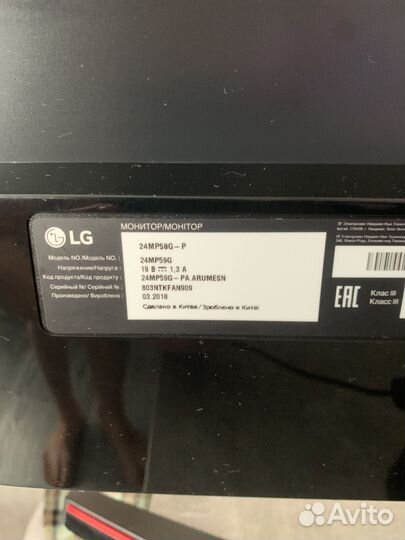 LG
МОНИТОР/МОНІТОР
24MP59G-P
Модель NO./Модель NO. : 24MP59G
Напряжение/Напруга : 19 В ⎓ 1,3 A
Код продукта/Код продукту : 24MP59G-PA.ARUMESN
Серийный №/ Серійний № : 803NTKFAN909
Произведено/ Вироблено : 03.2018
Сделано в Китае/Зроблено в Китаї
EAC
Клас III
Класс III
Avito